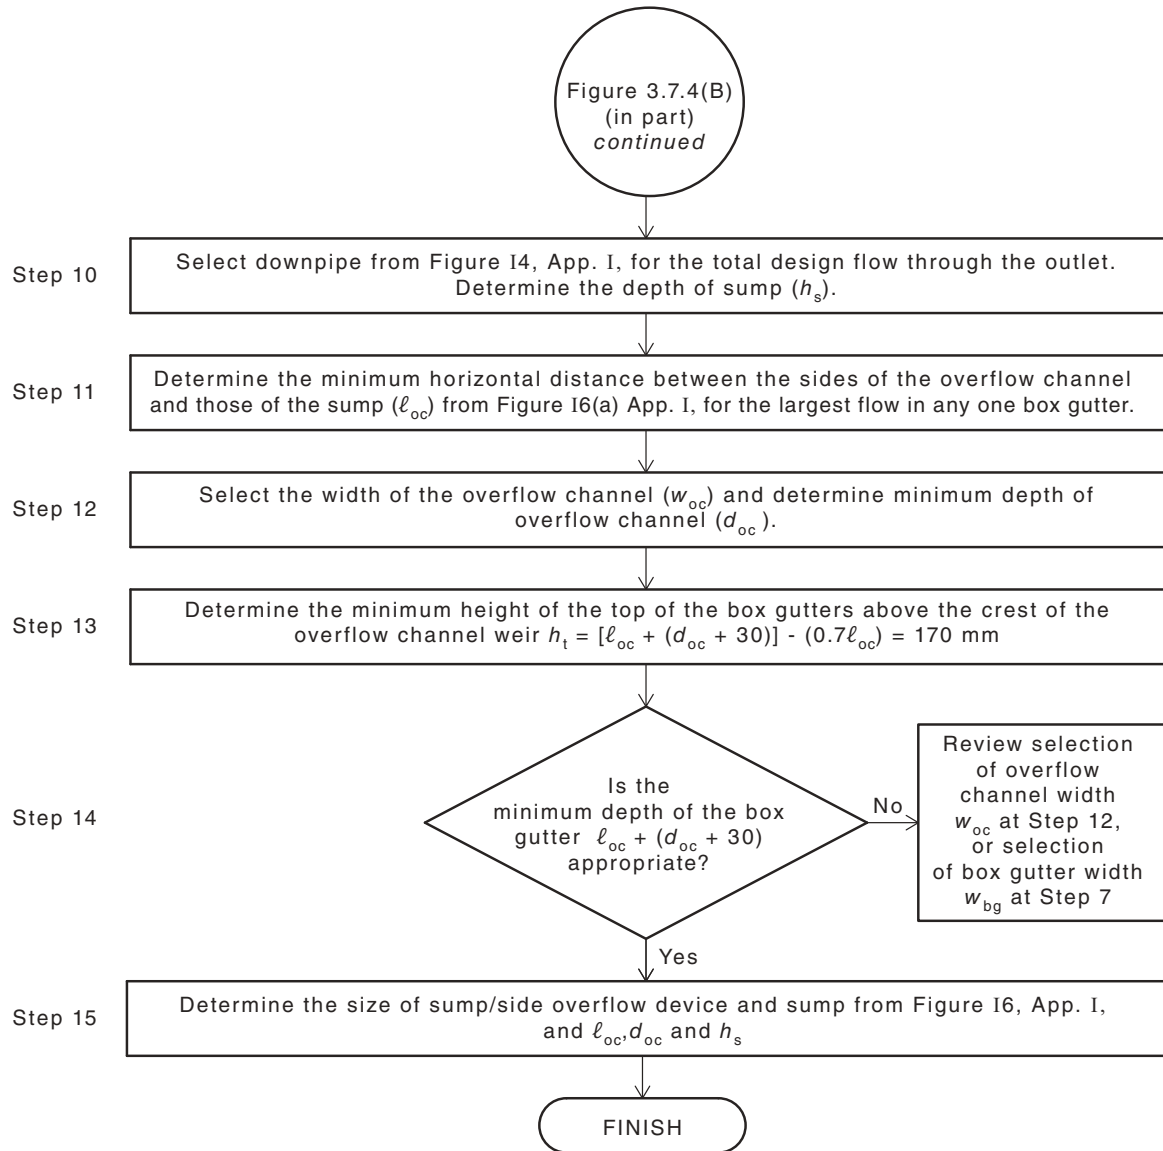 Figure 3.7.4(B)
(in part)
continued
Step 10
Select downpipe from Figure I4, App. I, for the total design flow through the outlet.
Determine the depth of sump (hs).
Step 11
Determine the minimum horizontal distance between the sides of the overflow channel
and those of the sump (ℓoc) from Figure I6(a) App. I, for the largest flow in any one box gutter.
Step 12
Select the width of the overflow channel (woc) and determine minimum depth of
overflow channel (doc ).
Step 13
Determine the minimum height of the top of the box gutters above the crest of the
overflow channel weir ht = [ℓoc + (doc + 30)] - (0.7ℓoc) = 170 mm
Step 14
Is the
minimum depth of the box
gutter ℓoc + (doc + 30)
appropriate?
No
Review selection
of overflow
channel width
woc at Step 12,
or selection
of box gutter width
wbg at Step 7
Yes
Step 15
Determine the size of sump/side overflow device and sump from Figure I6, App. I,
and ℓoc,doc and hs
FINISH